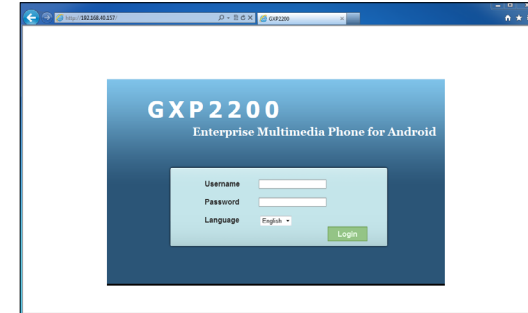 http://192.168.40.157/
GXP2200
GXP2200
Enterprise Multimedia Phone for Android
Username
Password
Language
English
Login